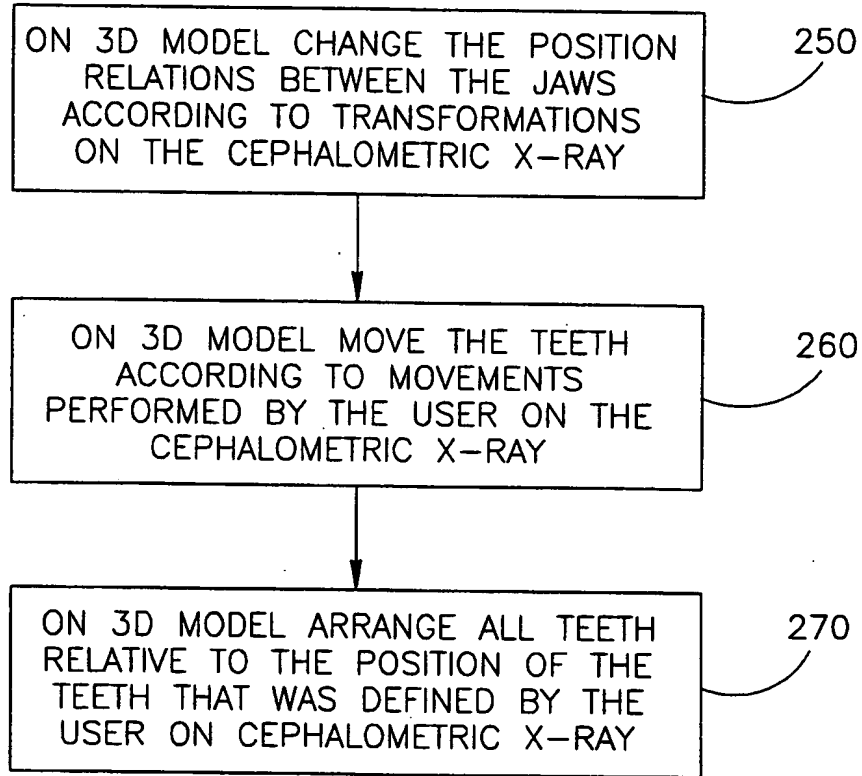 ON 3D MODEL CHANGE THE POSITION
RELATIONS BETWEEN THE JAWS
ACCORDING TO TRANSFORMATIONS
ON THE CEPHALOMETRIC X-RAY
250
ON 3D MODEL MOVE THE TEETH
ACCORDING TO MOVEMENTS
PERFORMED BY THE USER ON THE
CEPHALOMETRIC X-RAY
260
ON 3D MODEL ARRANGE ALL TEETH
RELATIVE TO THE POSITION OF THE
TEETH THAT WAS DEFINED BY THE
USER ON CEPHALOMETRIC X-RAY
270